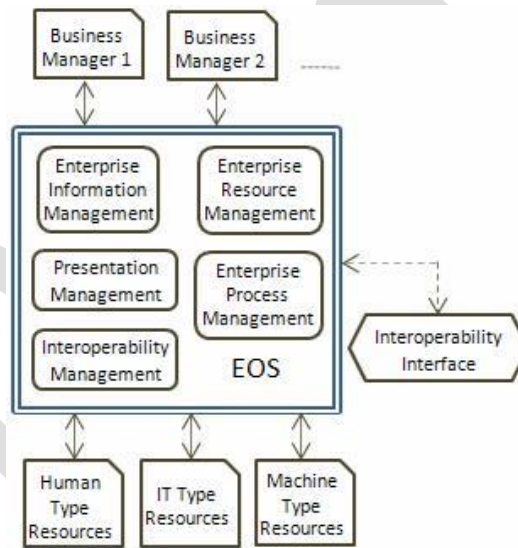 Business
Manager 1
Business
Manager 2
Enterprise
Information
Management
Enterprise
Resource
Management
Presentation
Management
Enterprise
Process
Management
Interoperability
Management
EOS
Interoperability
Interface
Human
Type
Resources
IT Type
Resources
Machine
Type
Resources